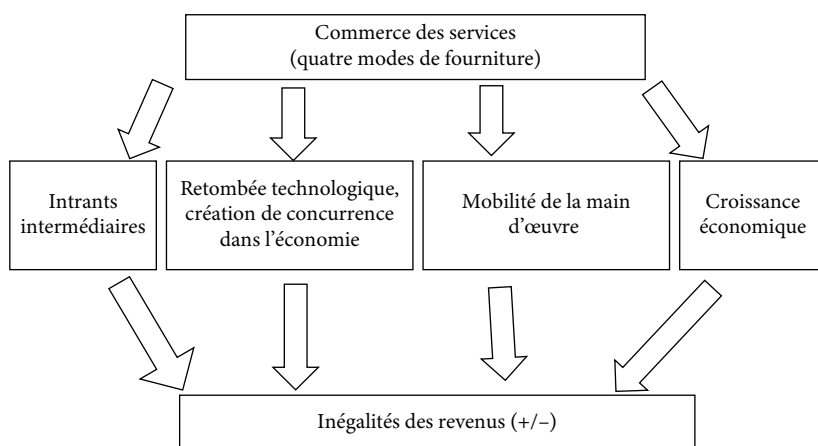 Commerce des services
(quatre modes de fourniture)
Intrants
intermédiaires
Retombée technologique,
création de concurrence
dans l'économie
Mobilité de la main
d'œuvre
Croissance
économique
Inégalités des revenus (+/–)